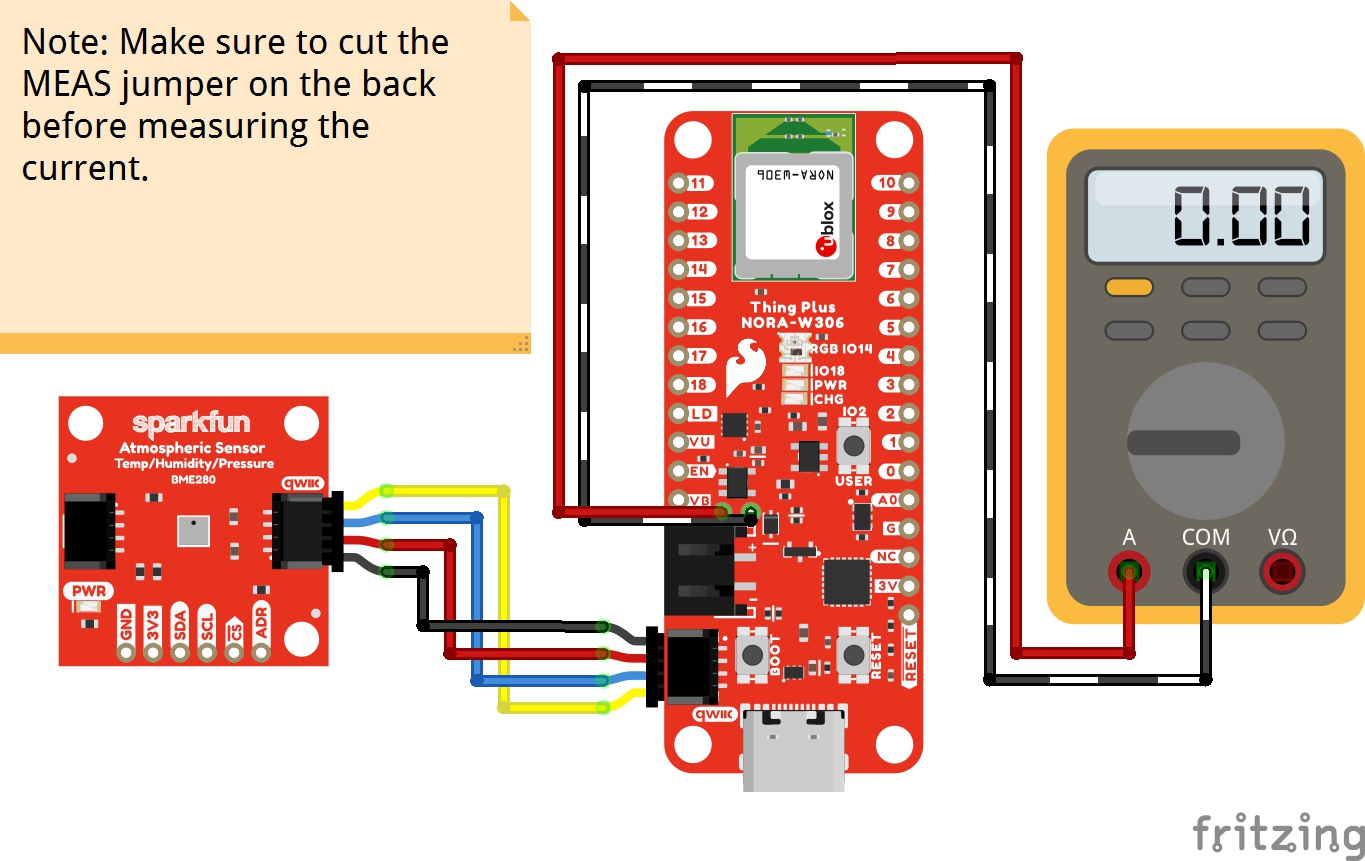 Note: Make sure to cut the
MEAS jumper on the back
before measuring the
current.
sparkfun
Atmospheric Sensor
Temp/Humidity/Pressure
BME280
qwiic
PWR
GND
3V3
SDA
SCL
CS
ADR
NORA-W306
ublox
11
12
13
14
15
16
17
18
LD
VU
EN
VB
10
9
8
7
6
5
4
3
2
1
0
A0
G
NC
3V
RESET
Thing Plus
NORA-W306
RGB IO14
IO18
PWR
CHG
IO2
USER
+
-
BOOT
RESET
qwiic
0.00
A
COM
VΩ
fritzing